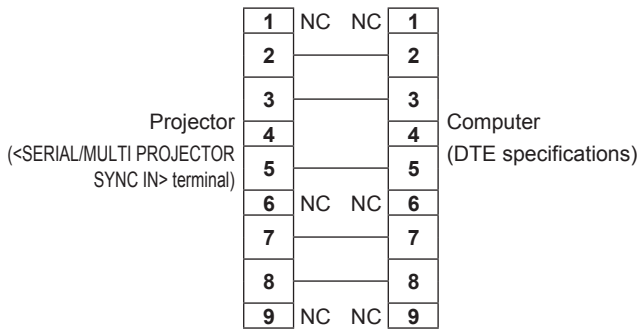 1 NC NC 1
2 2
3 3
Projector
4 4
Computer
(<SERIAL/MULTI PROJECTOR
SYNC IN> terminal)
(DTE specifications)
5 5
6 NC NC 6
7 7
8 8
9 NC NC 9